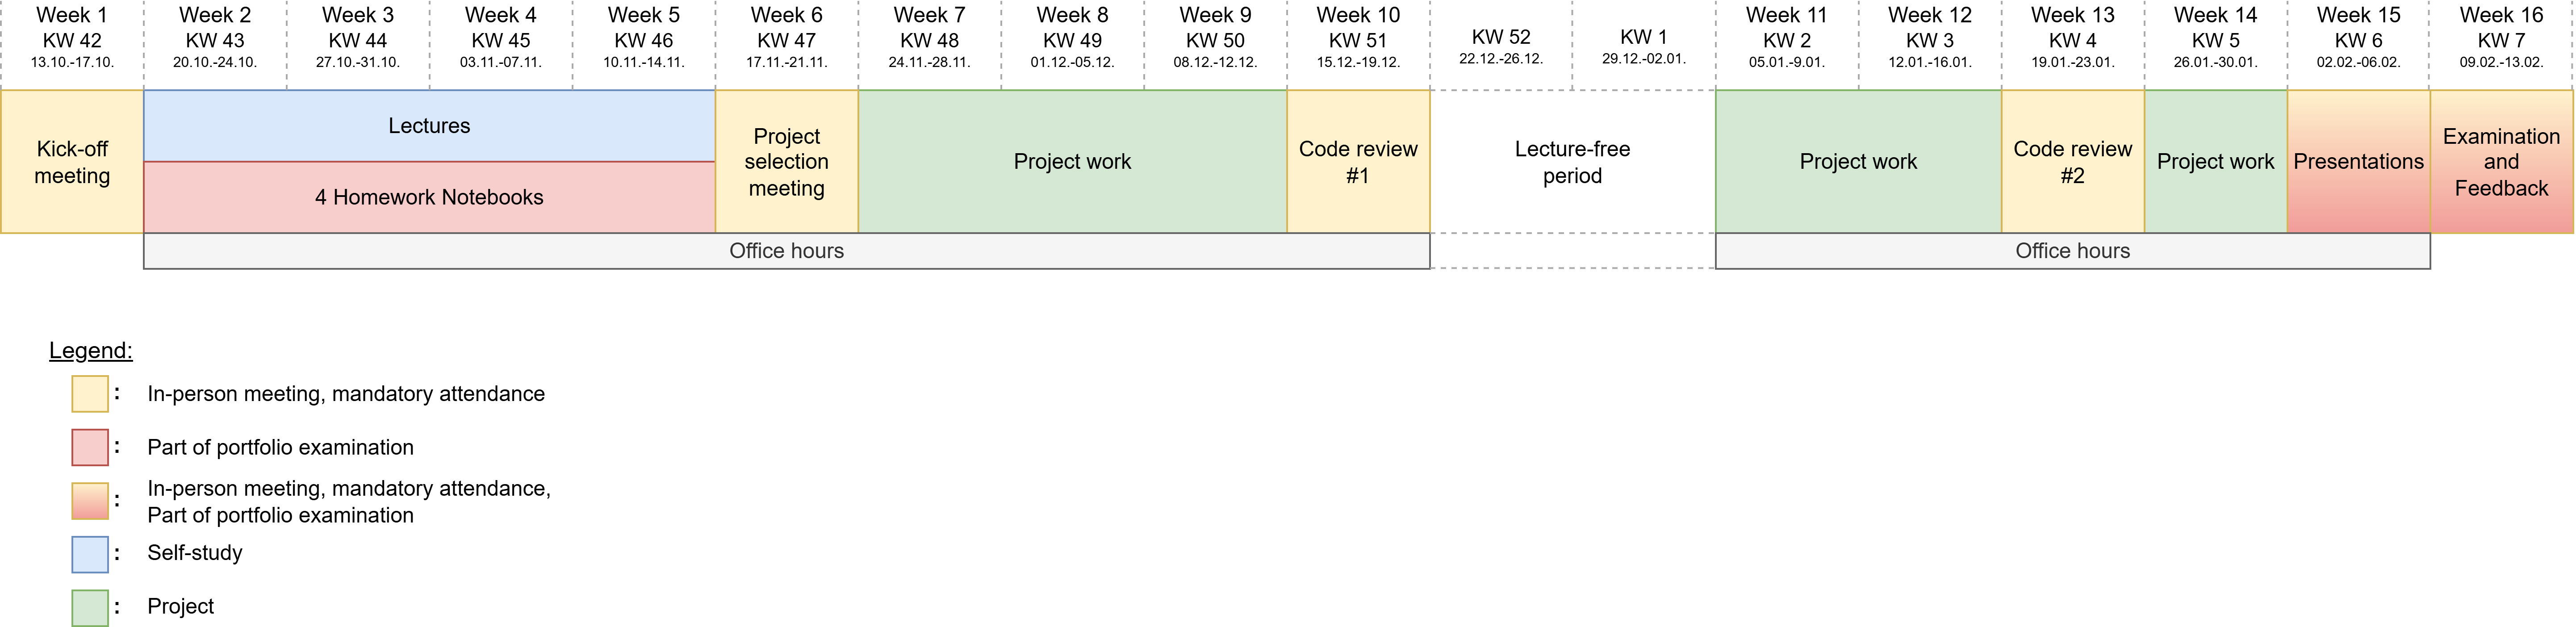 Week 1
KW 42
13.10.-17.10.
Week 2
KW 43
20.10.-24.10.
Week 3
KW 44
27.10.-31.10.
Week 4
KW 45
03.11.-07.11.
Week 5
KW 46
10.11.-14.11.
Week 6
KW 47
17.11.-21.11.
Week 7
KW 48
24.11.-28.11.
Week 8
KW 49
01.12.-05.12.
Week 9
KW 50
08.12.-12.12.
Week 10
KW 51
15.12.-19.12.
KW 52
22.12.-26.12.
KW 1
29.12.-02.01.
Week 11
KW 2
05.01.-9.01.
Week 12
KW 3
12.01.-16.01.
Week 13
KW 4
19.01.-23.01.
Week 14
KW 5
26.01.-30.01.
Week 15
KW 6
02.02.-06.02.
Week 16
KW 7
09.02.-13.02.
Kick-off
meeting
Lectures
4 Homework Notebooks
Project
selection
meeting
Project work
Code review
#1
Lecture-free
period
Project work
Code review
#2
Project work
Presentations
Examination
and
Feedback
Office hours
Office hours
Legend:
: In-person meeting, mandatory attendance
: Part of portfolio examination
: In-person meeting, mandatory attendance,
Part of portfolio examination
: Self-study
: Project